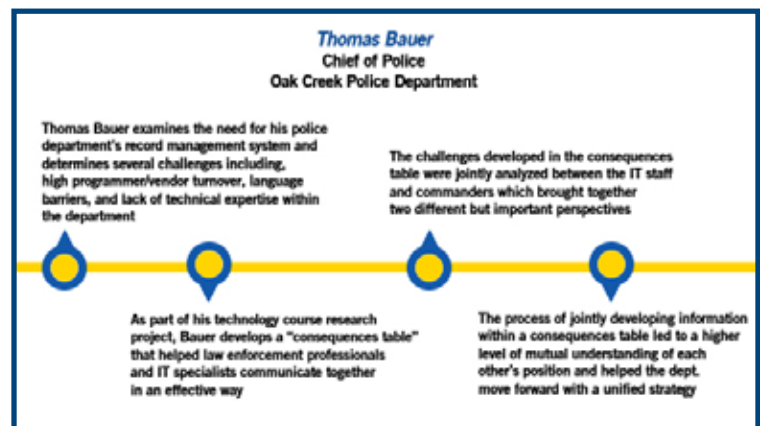 Thomas Bauer
Chief of Police
Oak Creek Police Department
Thomas Bauer examines the need for his police
department's record management system and
determines several challenges including,
high programmer/vendor turnover, language
barriers, and lack of technical expertise within
the department
As part of his technology course research
project, Bauer develops a "consequences table"
that helped law enforcement professionals
and IT specialists communicate together
in an effective way
The challenges developed in the consequences
table were jointly analyzed between the IT staff
and commanders which brought together
two different but important perspectives
The process of jointly developing information
within a consequences table led to a higher
level of mutual understanding of each
other's position and helped the dept.
move forward with a unified strategy